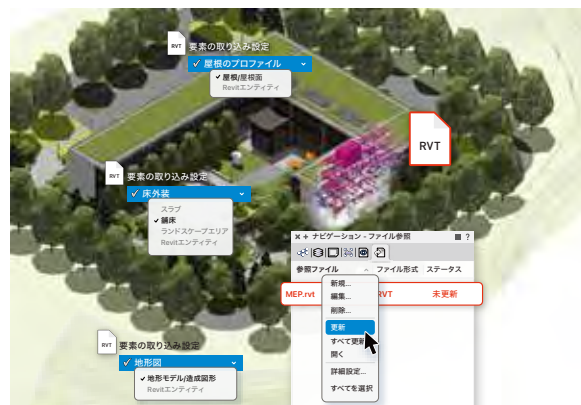 RVT 要素の取り込み設定
✓ 屋根のプロファイル
✓ 屋根/屋根面
Revitエンティティ
RVT
RVT 要素の取り込み設定
✓ 床外装
スラブ
✓ 舗床
ランドスケープエリア
Revitエンティティ
ナビゲーション - ファイル参照 ?
参照ファイル ファイル形式 ステータス
MEP.rvt RVT 未更新
新規...
編集...
削除...
更新
すべて更新
開く
詳細設定...
すべてを選択
RVT 要素の取り込み設定
✓ 地形図
✓ 地形モデル/造成図形
Revitエンティティ